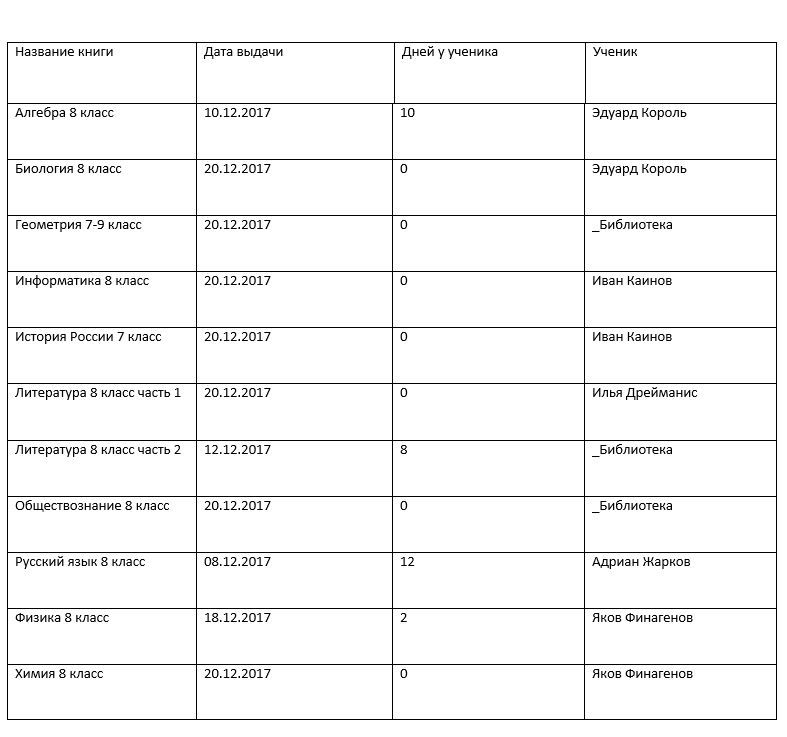 Название книги Дата выдачи Дней у ученика Ученик
Алгебра 8 класс 10.12.2017 10 Эдуард Король
Биология 8 класс 20.12.2017 0 Эдуард Король
Геометрия 7-9 класс 20.12.2017 0 _Библиотека
Информатика 8 класс 20.12.2017 0 Иван Каинов
История России 7 класс 20.12.2017 0 Иван Каинов
Литература 8 класс часть 1 20.12.2017 0 Илья Дрейманис
Литература 8 класс часть 2 12.12.2017 8 _Библиотека
Обществознание 8 класс 20.12.2017 0 _Библиотека
Русский язык 8 класс 08.12.2017 12 Адриан Жарков
Физика 8 класс 18.12.2017 2 Яков Финагенов
Химия 8 класс 20.12.2017 0 Яков Финагенов